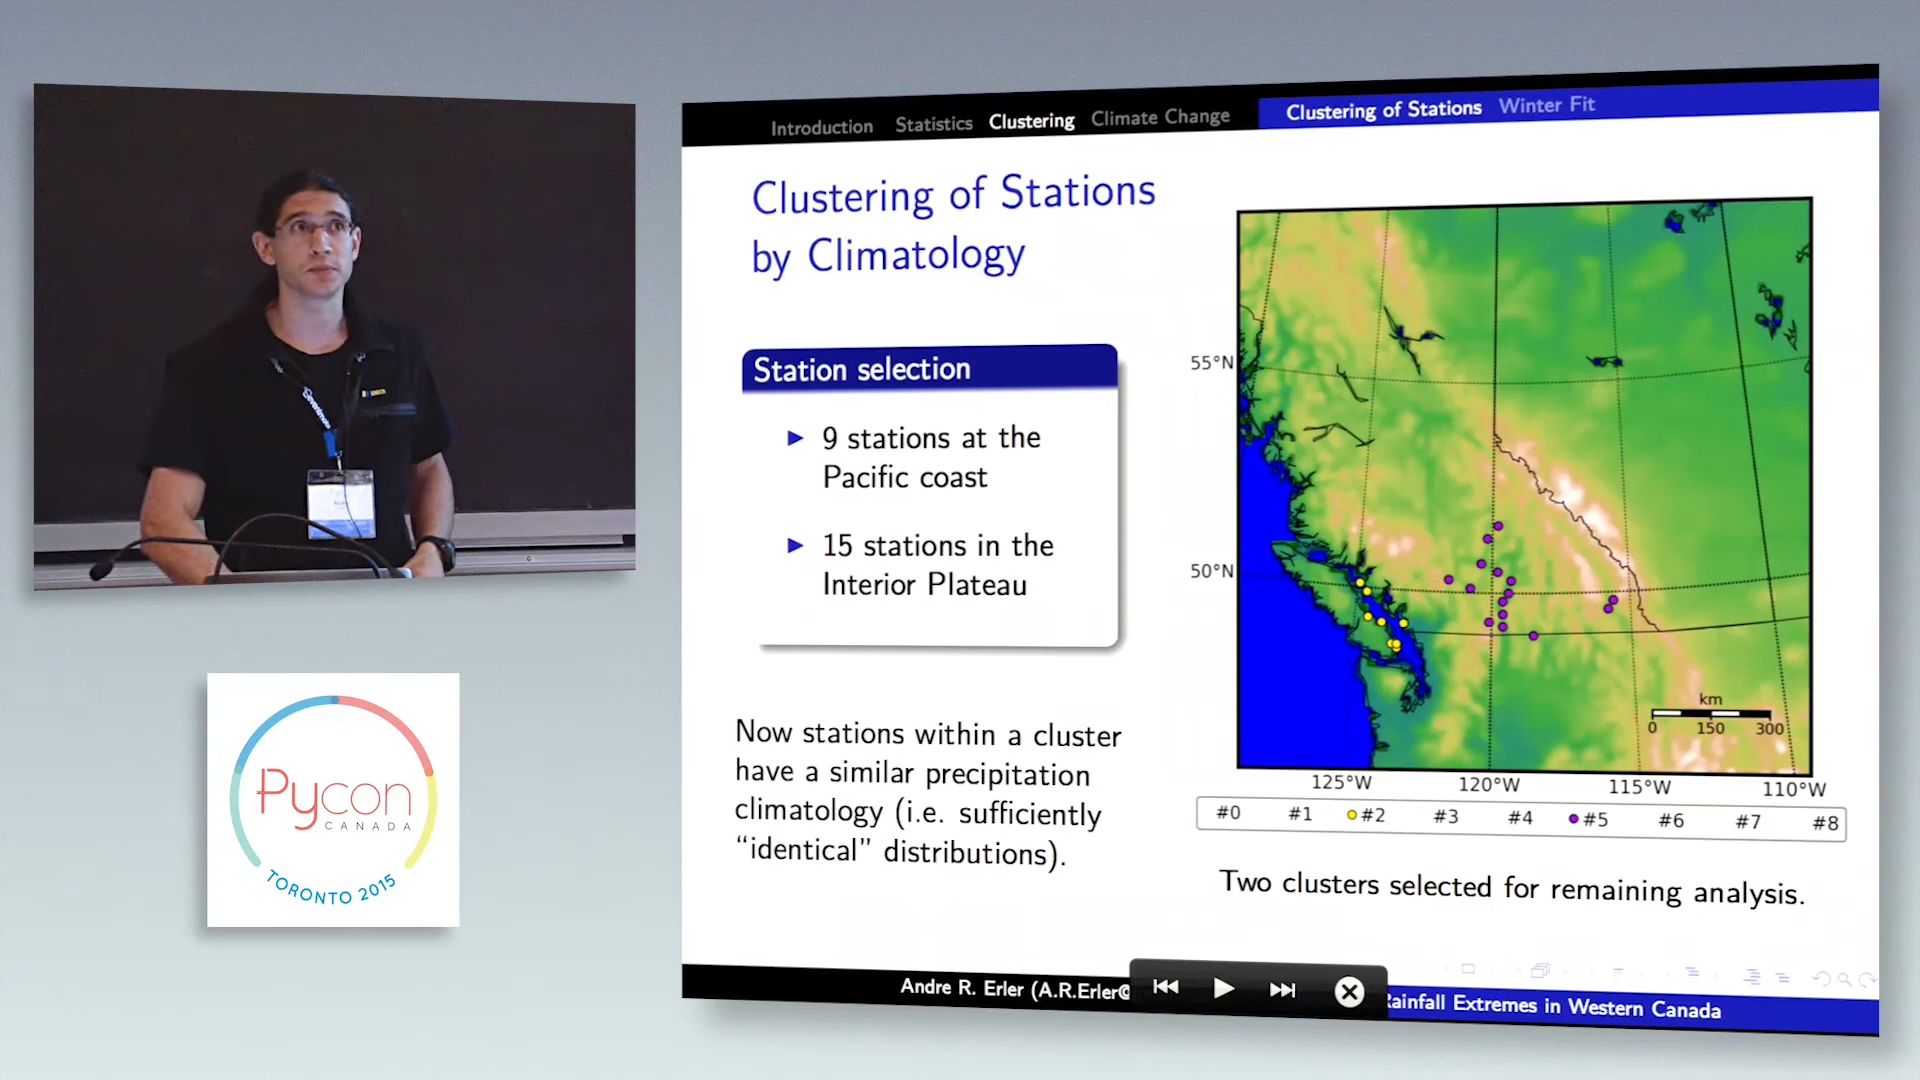 Introduction Statistics Clustering Climate Change Clustering of Stations Winter Fit
Clustering of Stations
by Climatology
Station selection
9 stations at the
Pacific coast
15 stations in the
Interior Plateau
Now stations within a cluster
have a similar precipitation
climatology (i.e. sufficiently
“identical” distributions).
55°N
50°N
km
0 150 300
125°W 120°W 115°W 110°W
#0 #1 #2 #3 #4 #5 #6 #7 #8
Two clusters selected for remaining analysis.
Andre R. Erler (A.R.Erler@
Rainfall Extremes in Western Canada
Pycon
CANADA
TORONTO 2015